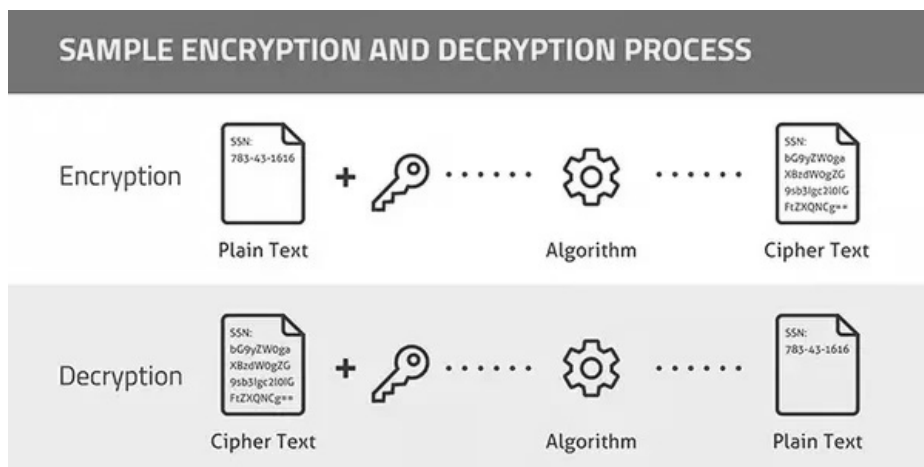 SAMPLE ENCRYPTION AND DECRYPTION PROCESS
Encryption
SSN:
783-43-1616
+
SSN:
bG9yZW0ga
XBzdW0gZG
9sb3Igc2l0IG
FtZXQNCg==
Plain Text
Algorithm
Cipher Text
Decryption
SSN:
bG9yZW0ga
XBzdW0gZG
9sb3Igc2l0IG
FtZXQNCg==
+
SSN:
783-43-1616
Cipher Text
Algorithm
Plain Text